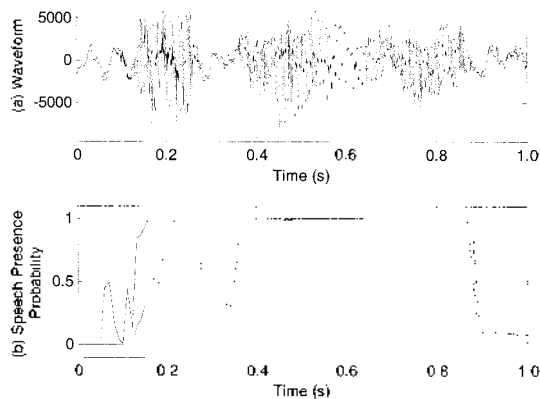 (a) Waveform
5000
0
-5000
0 0.2 0.4 0.6 0.8 1.0
Time (s)
(b) Speech Presence
Probability
1
0.5
0
0 0 2 0 4 0 6 0 8 1 0
Time (s)